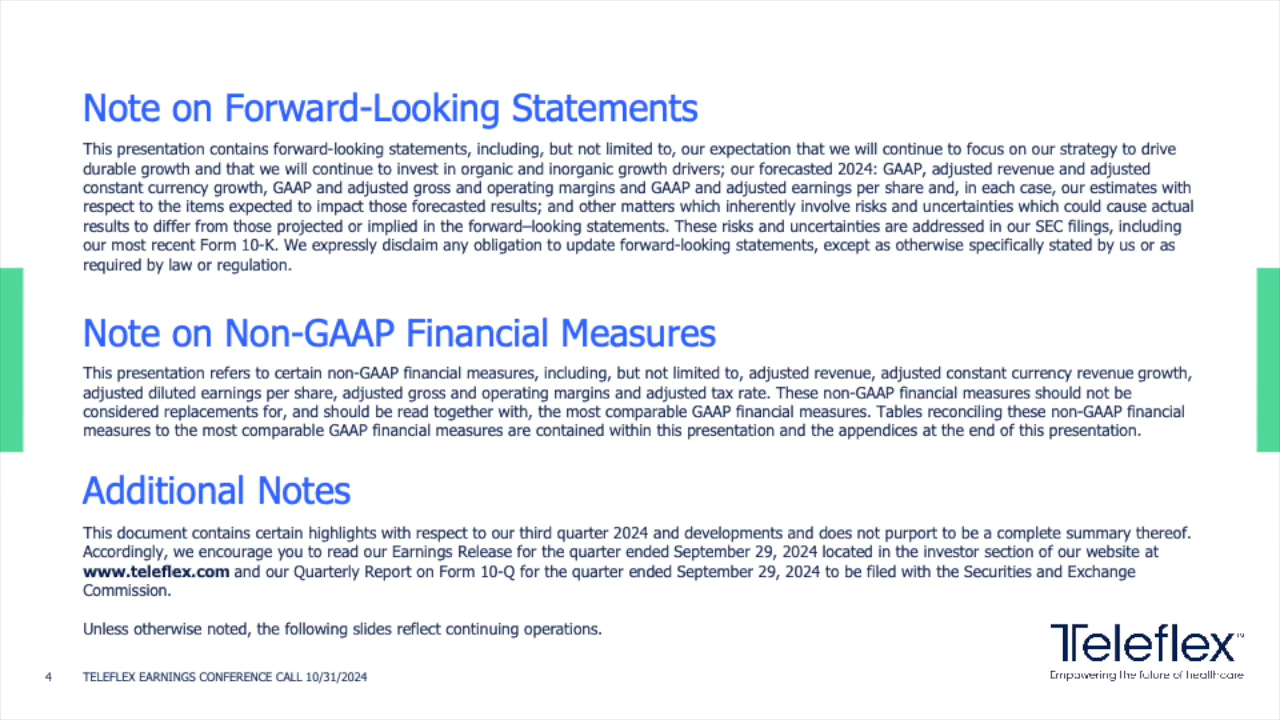 Note on Forward-Looking Statements
This presentation contains forward-looking statements, including, but not limited to, our expectation that we will continue to focus on our strategy to drive
durable growth and that we will continue to invest in organic and inorganic growth drivers; our forecasted 2024: GAAP, adjusted revenue and adjusted
constant currency growth, GAAP and adjusted gross and operating margins and GAAP and adjusted earnings per share and, in each case, our estimates with
respect to the items expected to impact those forecasted results; and other matters which inherently involve risks and uncertainties which could cause actual
results to differ from those projected or implied in the forward–looking statements. These risks and uncertainties are addressed in our SEC filings, including
our most recent Form 10-K. We expressly disclaim any obligation to update forward-looking statements, except as otherwise specifically stated by us or as
required by law or regulation.
Note on Non-GAAP Financial Measures
This presentation refers to certain non-GAAP financial measures, including, but not limited to, adjusted revenue, adjusted constant currency revenue growth,
adjusted diluted earnings per share, adjusted gross and operating margins and adjusted tax rate. These non-GAAP financial measures should not be
considered replacements for, and should be read together with, the most comparable GAAP financial measures. Tables reconciling these non-GAAP financial
measures to the most comparable GAAP financial measures are contained within this presentation and the appendices at the end of this presentation.
Additional Notes
This document contains certain highlights with respect to our third quarter 2024 and developments and does not purport to be a complete summary thereof.
Accordingly, we encourage you to read our Earnings Release for the quarter ended September 29, 2024 located in the investor section of our website at
www.teleflex.com and our Quarterly Report on Form 10-Q for the quarter ended September 29, 2024 to be filed with the Securities and Exchange
Commission.
Unless otherwise noted, the following slides reflect continuing operations.
Teleflex™
Empowering the future of healthcare
4 TELEFLEX EARNINGS CONFERENCE CALL 10/31/2024